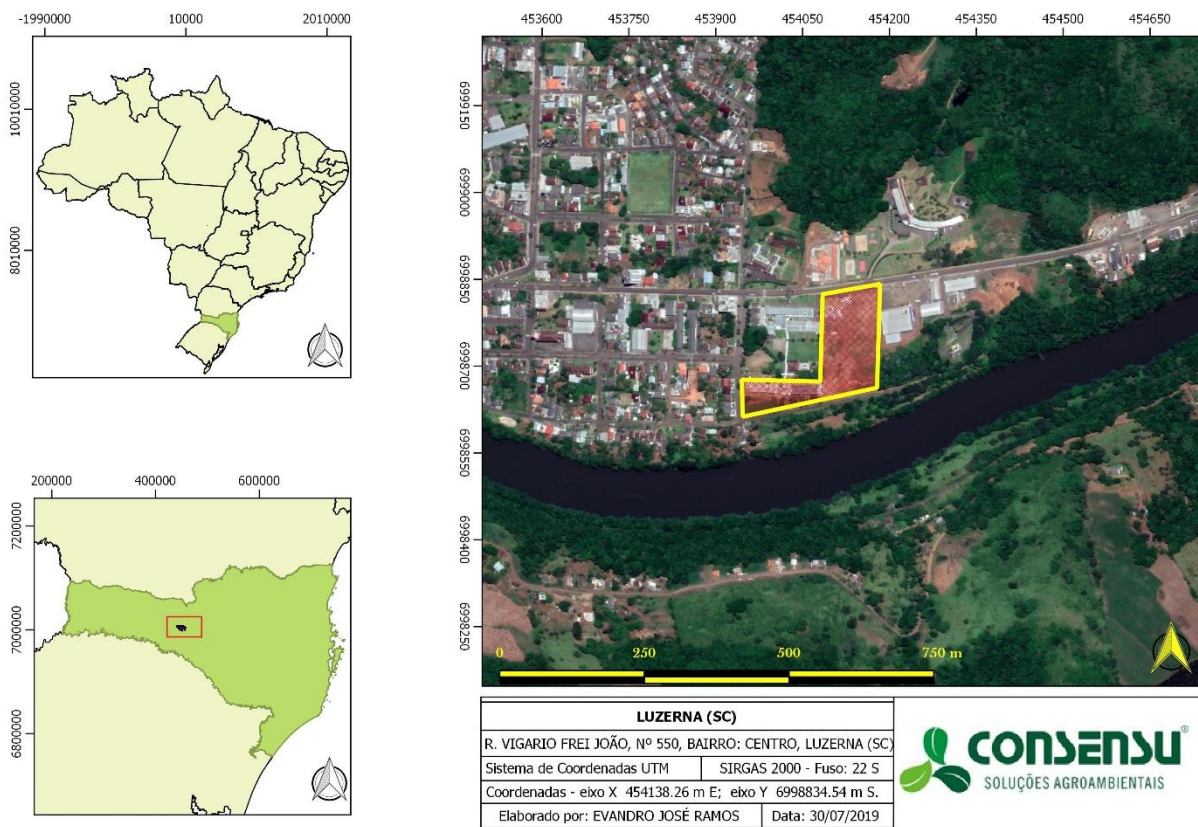 -1990000 10000 2010000
10010000
8010000
200000 400000 600000
7200000
7000000
6800000
453600 453750 453900 454050 454200 454350 454500 454650
6999150
6999000
6998850
6998700
6998550
6998400
6998250
0 250 500 750 m
LUZERNA (SC)
R. VIGARIO FREI JOÃO, Nº 550, BAIRRO: CENTRO, LUZERNA (SC)
Sistema de Coordenadas UTM SIRGAS 2000 - Fuso: 22 S
Coordenadas - eixo X 454138.26 m E; eixo Y 6998834.54 m S.
Elaborado por: EVANDRO JOSÉ RAMOS Data: 30/07/2019
CONSENSU®
SOLUÇÕES AGROAMBIENTAIS